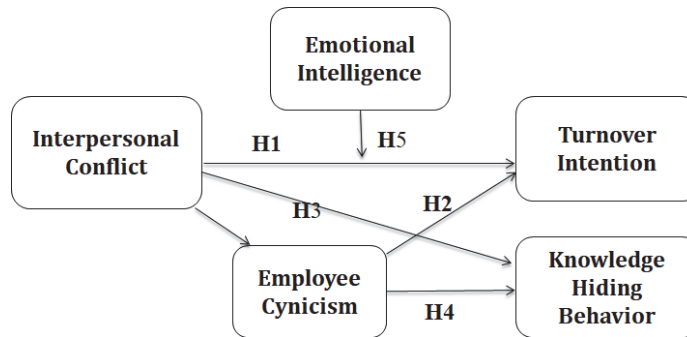 Emotional
Intelligence
Interpersonal
Conflict
H1
H5
Turnover
Intention
H3
H2
Employee
Cynicism
H4
Knowledge
Hiding
Behavior